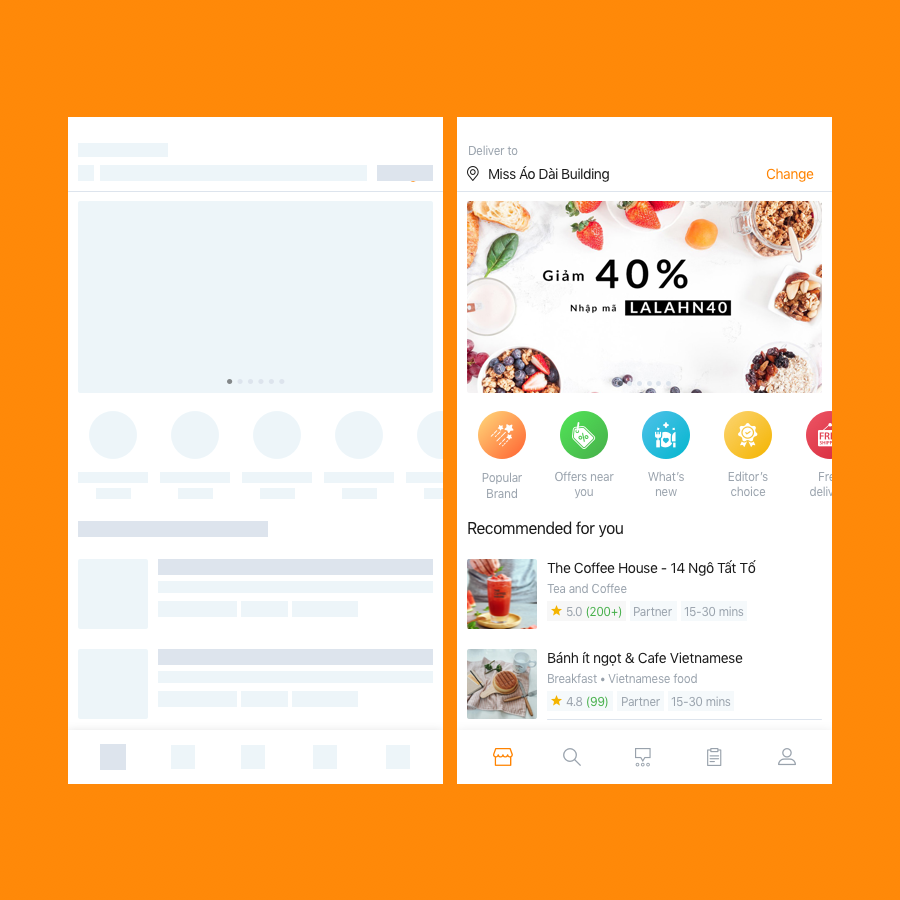 Deliver to
Miss Áo Dài Building
Change
Giảm 40%
Nhập mã LALAHN40
Popular
Brand
Offers near
you
What's
new
Editor's
choice
FRE
Fre
deliv
Recommended for you
The Coffee House - 14 Ngô Tất Tố
Tea and Coffee
5.0 (200+) Partner 15-30 mins
Bánh ít ngọt & Cafe Vietnamese
Breakfast • Vietnamese food
4.8 (99) Partner 15-30 mins